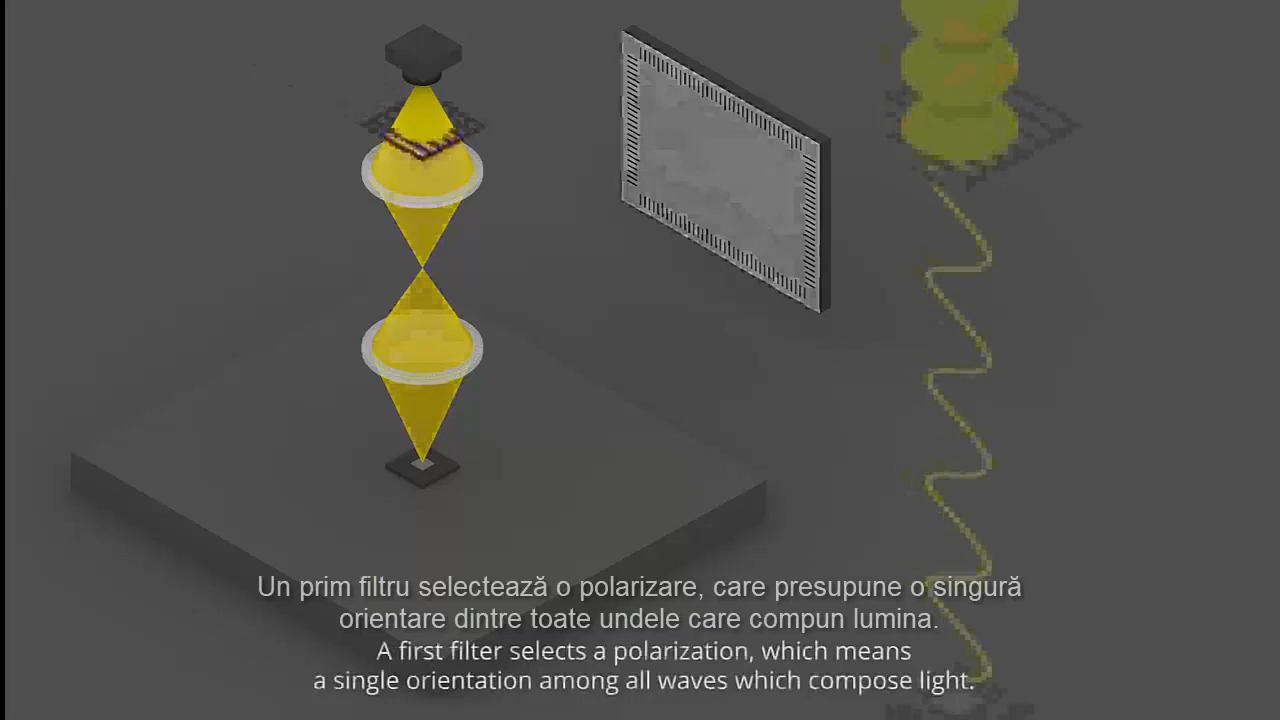 Un prim filtru selectează o polarizare, care presupune o singură
orientare dintre toate undele care compun lumina.
A first filter selects a polarization, which means
a single orientation among all waves which compose light.